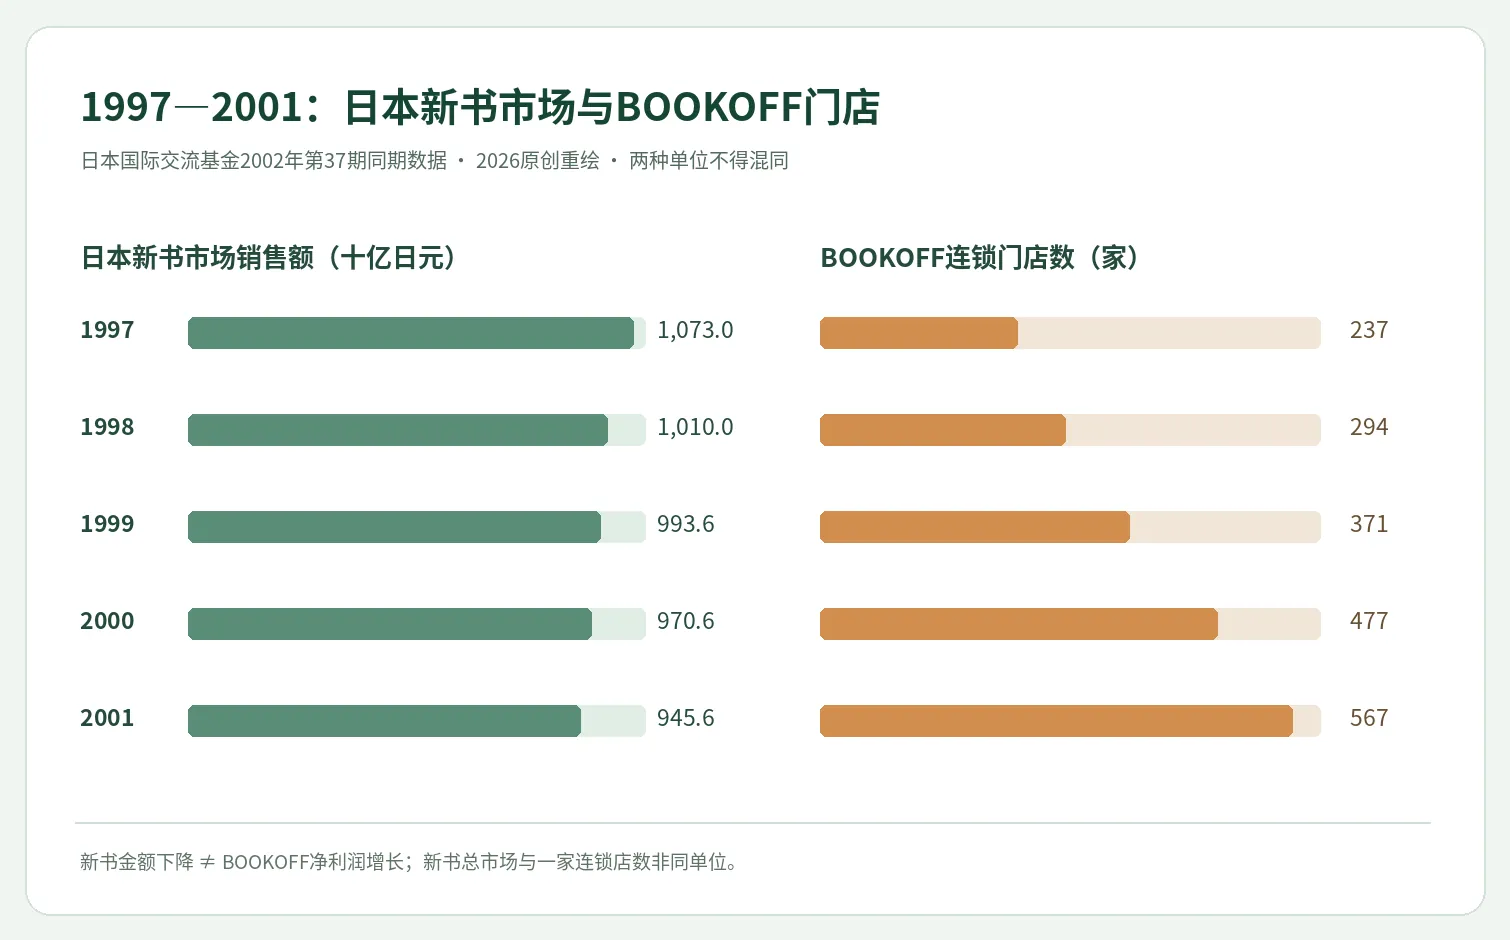 1997—2001：日本新书市场与BOOKOFF门店
日本国际交流基金2002年第37期同期数据 · 2026原创重绘 · 两种单位不得混同
日本新书市场销售额（十亿日元）
1997 1,073.0
1998 1,010.0
1999 993.6
2000 970.6
2001 945.6
BOOKOFF连锁门店数（家）
237
294
371
477
567
新书金额下降 ≠ BOOKOFF净利润增长；新书总市场与一家连锁店数非同单位。